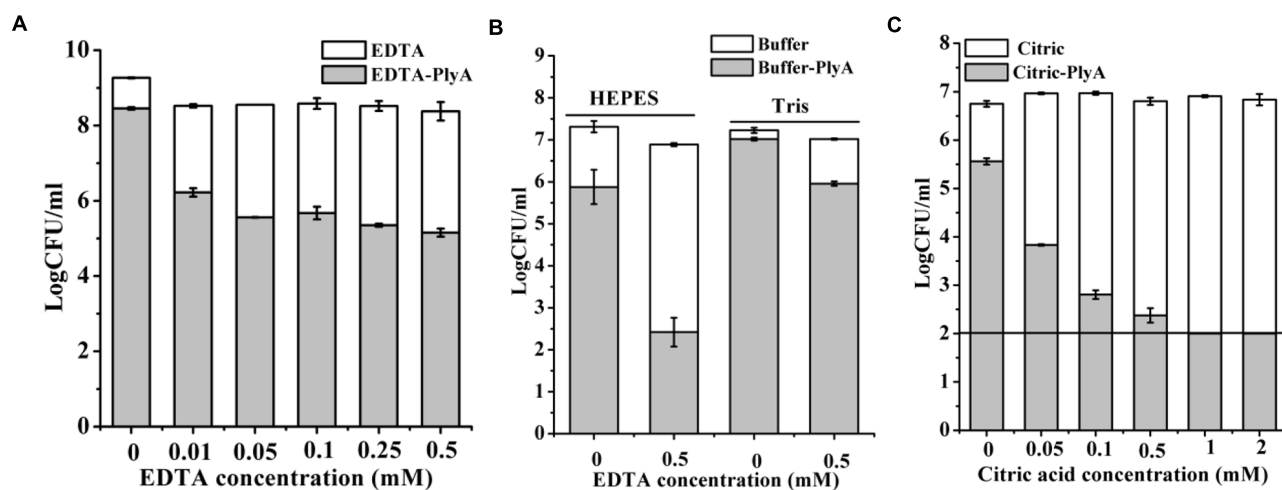 A
EDTA
EDTA-PlyA
LogCFU/ml
10
8
6
4
2
0
0 0.01 0.05 0.1 0.25 0.5
EDTA concentration (mM)
B
Buffer
Buffer-PlyA
HEPES Tris
LogCFU/ml
9
8
7
6
5
4
3
2
1
0
0 0.5 0 0.5
EDTA concentration (mM)
C
Citric
Citric-PlyA
LogCFU/ml
8
7
6
5
4
3
2
1
0
0 0.05 0.1 0.5 1 2
Citric acid concentration (mM)